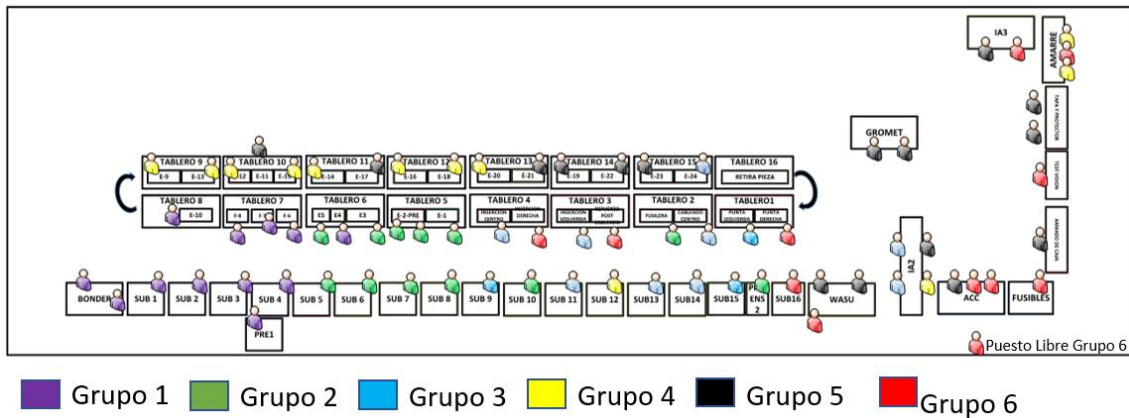 IA3
AMARRE
TAPA Y PROTECTOR
GROMET
TABLERO 9 TABLERO 10 TABLERO 11 TABLERO 12 TABLERO 13 TABLERO 14 TABLERO 15 TABLERO 16
E-9 E-13 E-11 E-14 E-17 E-16 E-18 E-20 E-21 E-19 E-22 E-23 E-24 RETIRA PIEZA
TEST VISION
TABLERO 8 TABLERO 7 TABLERO 6 TABLERO 5 TABLERO 4 TABLERO 3 TABLERO 2 TABLERO1
E-10 E-8 E-6 E5 E4 E3 E-2-PRE E-1 INSERCION CENTRO DERECHA INSERCION IZQUIERDA POST FUSILERA CABLEADO CENTRO PUNTA IZQUIERDA PUNTA DERECHA
ARMADO DE CAJA
IA2
BONDER SUB 1 SUB 2 SUB 3 SUB 4 SUB 5 SUB 6 SUB 7 SUB 8 SUB 9 SUB 10 SUB 11 SUB 12 SUB13 SUB14 SUB15 SUB16 WASU ACC FUSIBLES
ENS
2
PRE1
Puesto Libre Grupo 6
Grupo 1 Grupo 2 Grupo 3 Grupo 4 Grupo 5 Grupo 6